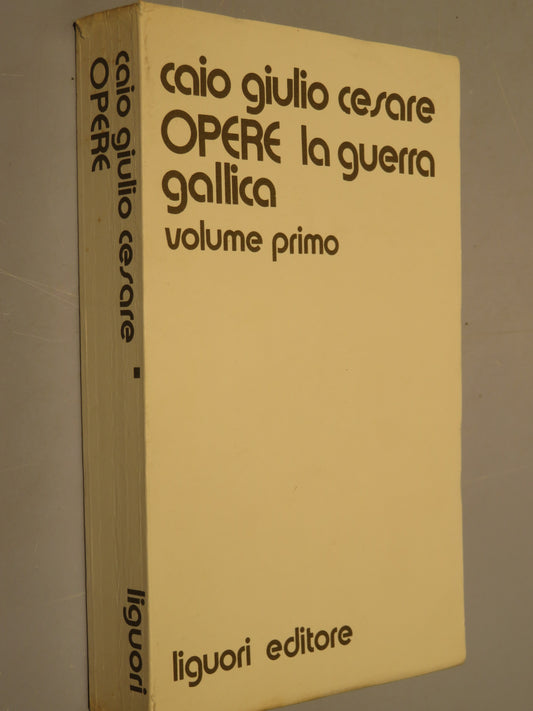 caio giulio cesare
OPERE la guerra
gallica
volume primo
liguori editore
caio giulio cesare
OPERE
liguori